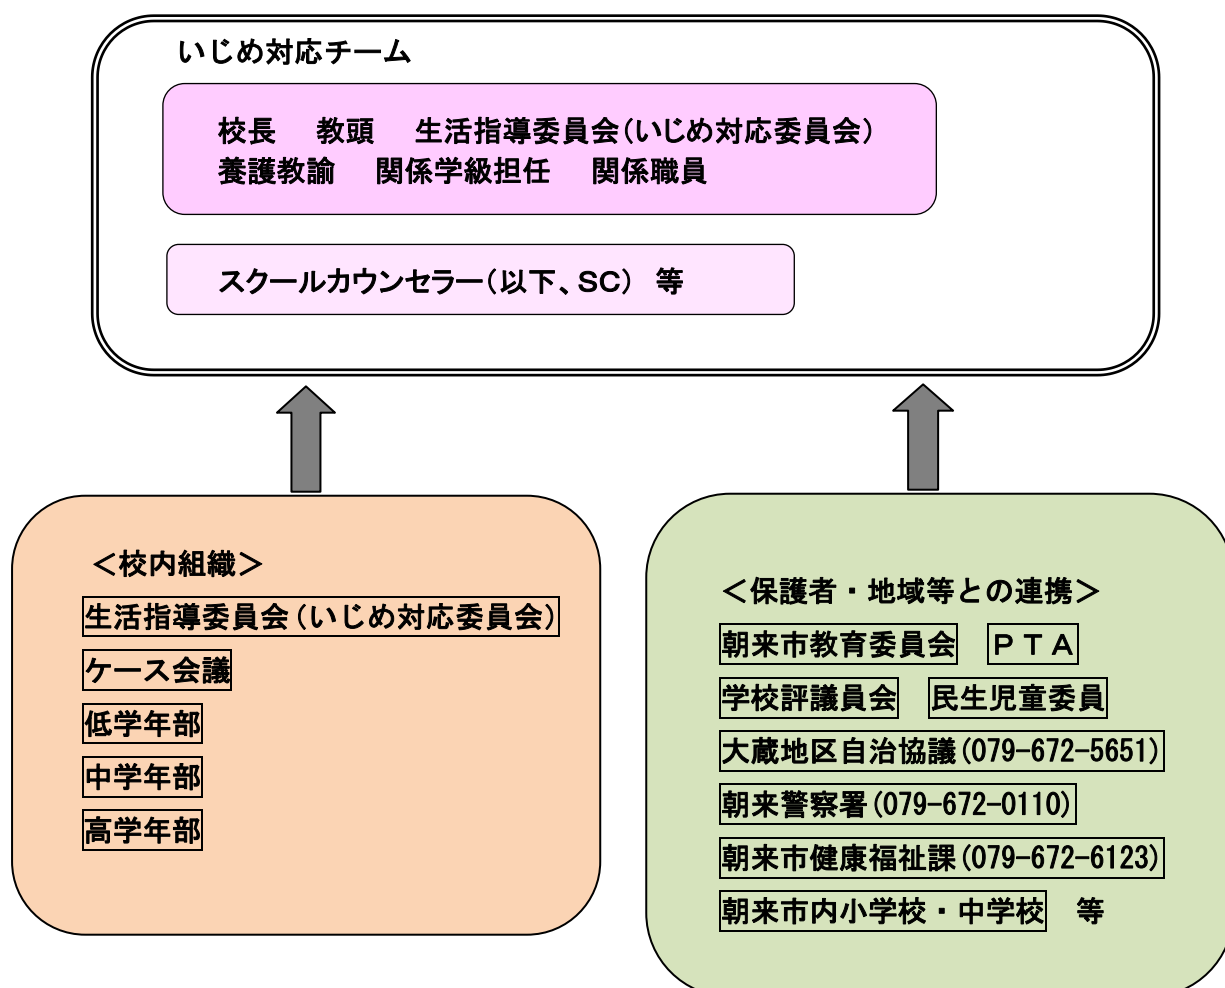 いじめ対応チーム
校長　教頭　生活指導委員会(いじめ対応委員会)
養護教諭　関係学級担任　関係職員
スクールカウンセラー(以下、SC)　等
＜校内組織＞
生活指導委員会(いじめ対応委員会)
ケース会議
低学年部
中学年部
高学年部
＜保護者・地域等との連携＞
朝来市教育委員会　ＰＴＡ
学校評議員会　民生児童委員
大蔵地区自治協議(079-672-5651)
朝来警察署(079-672-0110)
朝来市健康福祉課(079-672-6123)
朝来市内小学校・中学校　等